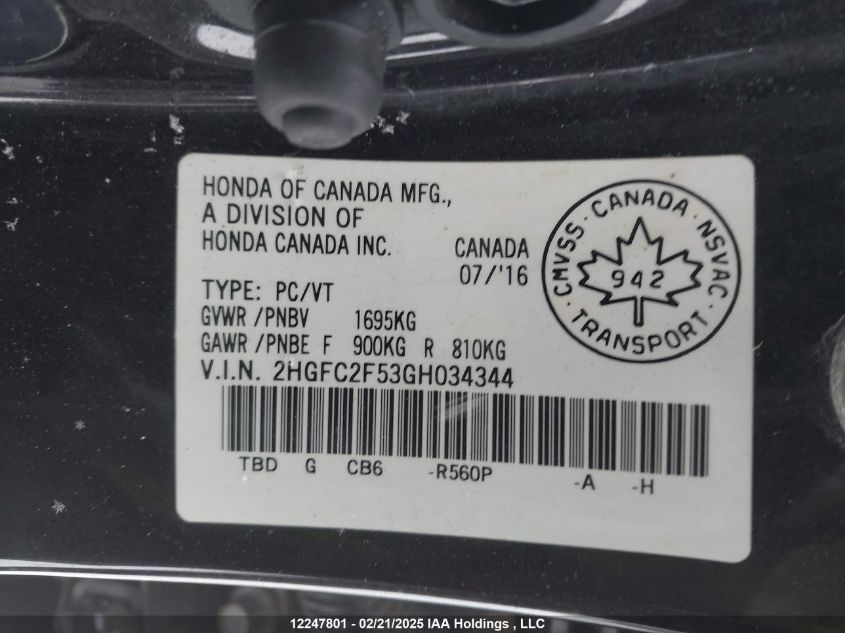 HONDA OF CANADA MFG.,
A DIVISION OF
HONDA CANADA INC. CANADA
07/'16
TYPE: PC/VT
GVWR /PNBV 1695KG
GAWR /PNBE F 900KG R 810KG
V.I.N. 2HGFC2F53GH034344
TBD G CB6 -R560P -A -H
CMVSS · CANADA · NSVAC
942
TRANSPORT
12247801 - 02/21/2025 IAA Holdings , LLC